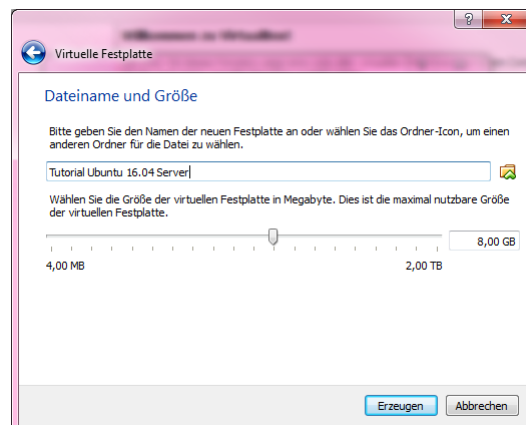 Willkommen zu VirtualBox!
Virtuelle Festplatte
Dateiname und Größe
Bitte geben Sie den Namen der neuen Festplatte an oder wählen Sie das Ordner-Icon, um einen
anderen Ordner für die Datei zu wählen.
Tutorial Ubuntu 16.04 Server
Wählen Sie die Größe der virtuellen Festplatte in Megabyte. Dies ist die maximal nutzbare Größe
der virtuellen Festplatte.
8,00 GB
4,00 MB
2,00 TB
Erzeugen
Abbrechen